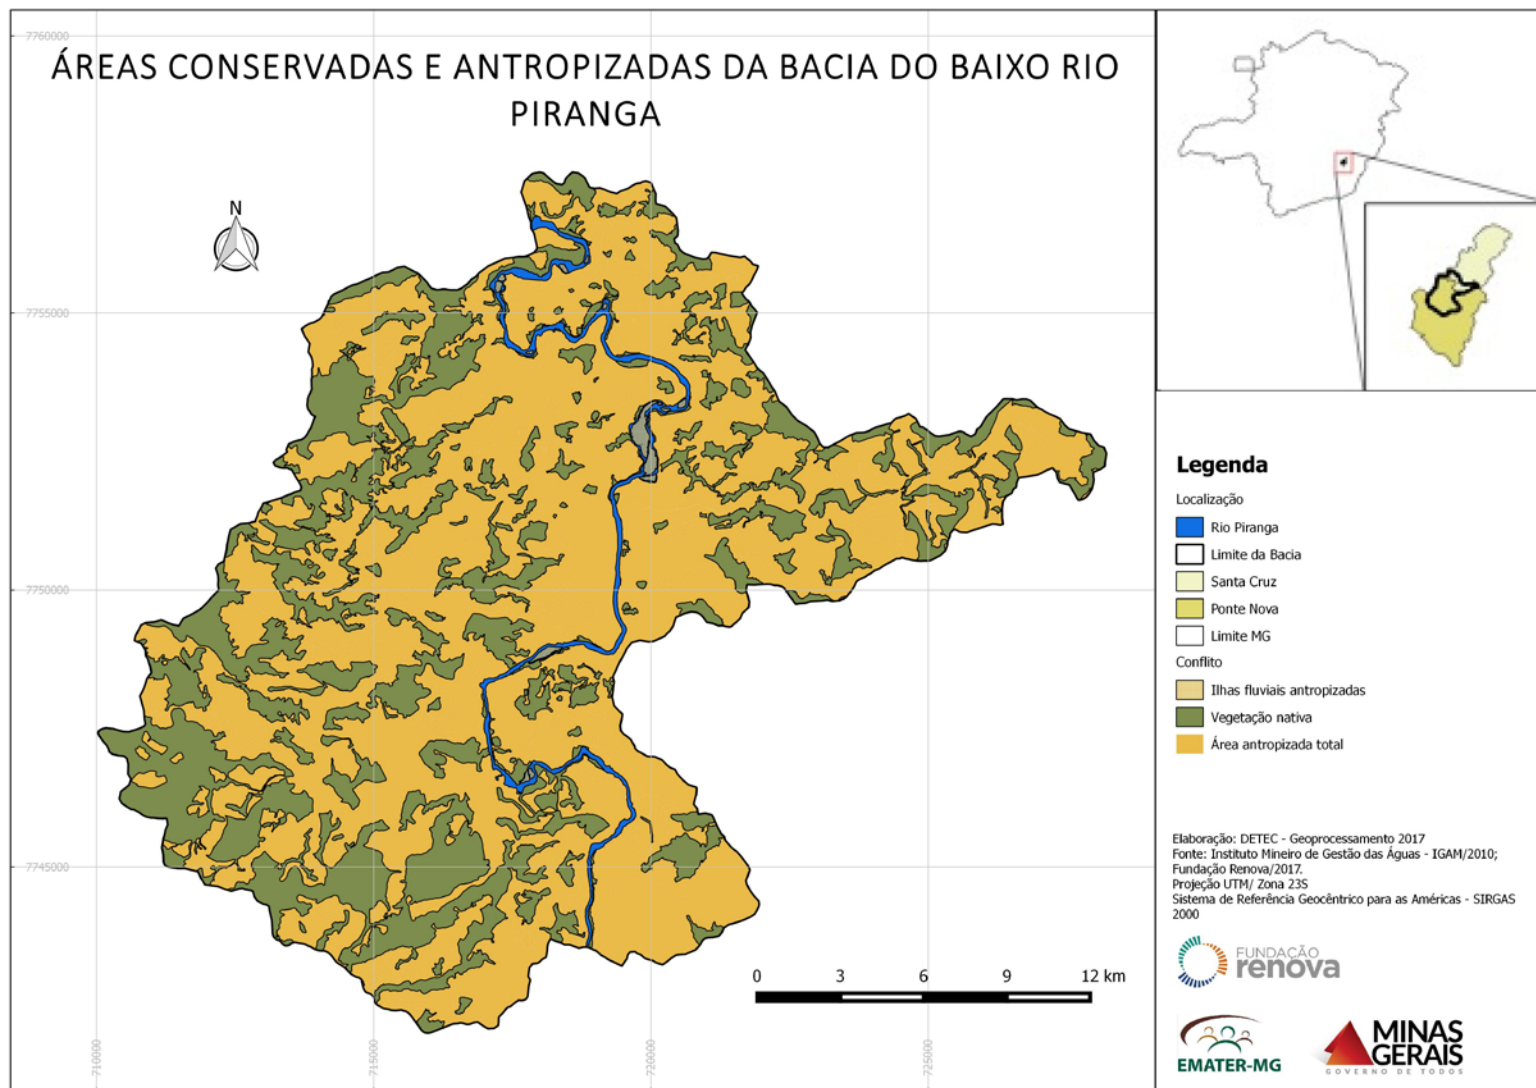 ÁREAS CONSERVADAS E ANTROPIZADAS DA BACIA DO BAIXO RIO
PIRANGA
N
7760000
7755000
7750000
7745000
710000
715000
720000
725000
0 3 6 9 12 km
Legenda
Localização
Rio Piranga
Limite da Bacia
Santa Cruz
Ponte Nova
Limite MG
Conflito
Ilhas fluviais antropizadas
Vegetação nativa
Área antropizada total
Elaboração: DETEC - Geoprocessamento 2017
Fonte: Instituto Mineiro de Gestão das Águas - IGAM/2010;
Fundação Renova/2017.
Projeção UTM/ Zona 23S
Sistema de Referência Geocêntrico para as Américas - SIRGAS
2000
FUNDAÇÃO
renova
EMATER-MG
MINAS
GERAIS
GOVERNO DE TODOS